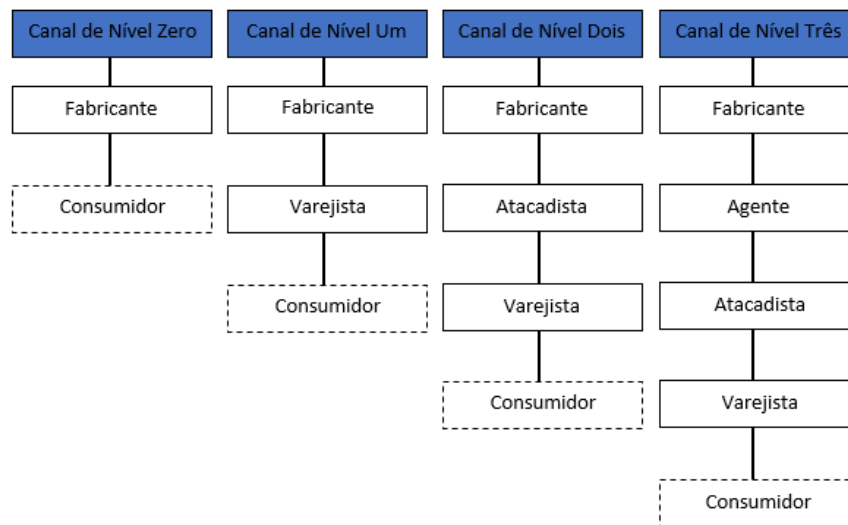 Canal de Nível Zero
Canal de Nível Um
Canal de Nível Dois
Canal de Nível Três
Fabricante
Fabricante
Fabricante
Fabricante
Consumidor
Varejista
Atacadista
Agente
Consumidor
Varejista
Atacadista
Consumidor
Varejista
Consumidor